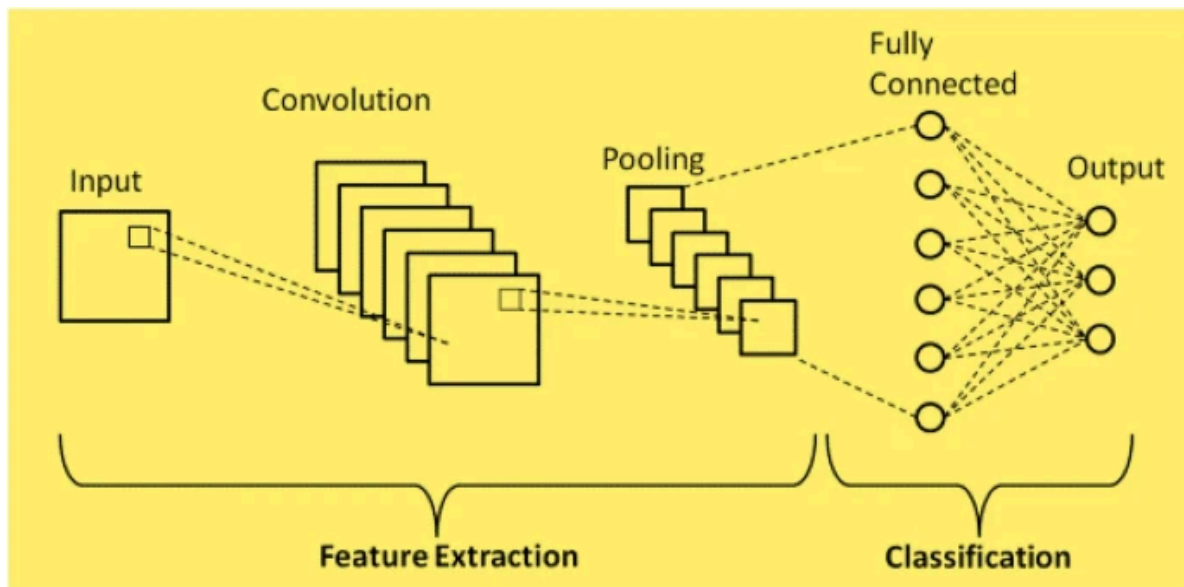 Fully
Connected
Convolution
Pooling
Input
Output
Feature Extraction
Classification